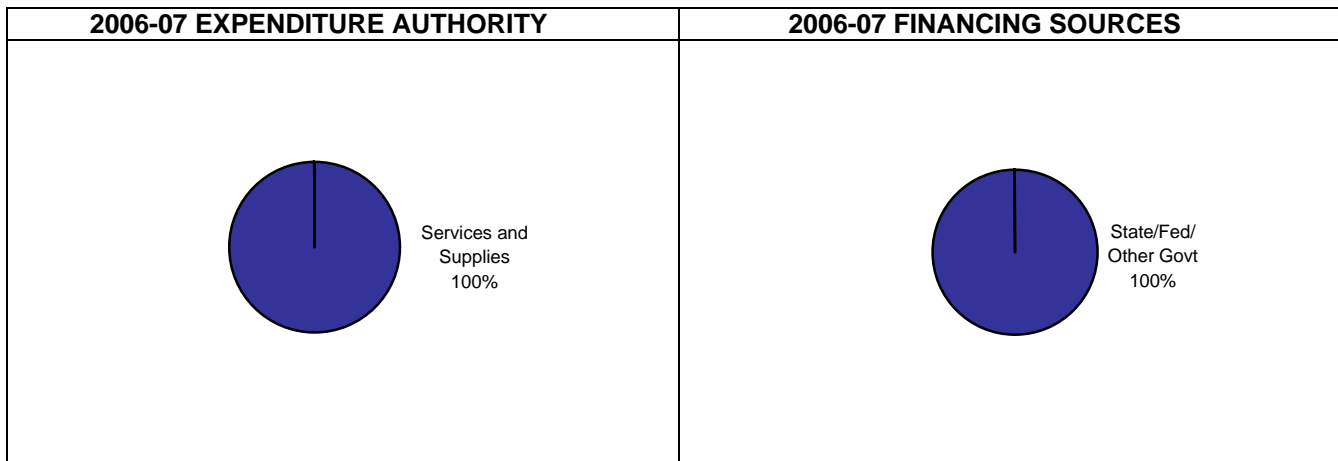 2006-07 EXPENDITURE AUTHORITY
2006-07 FINANCING SOURCES
Services and
Supplies
100%
State/Fed/
Other Govt
100%